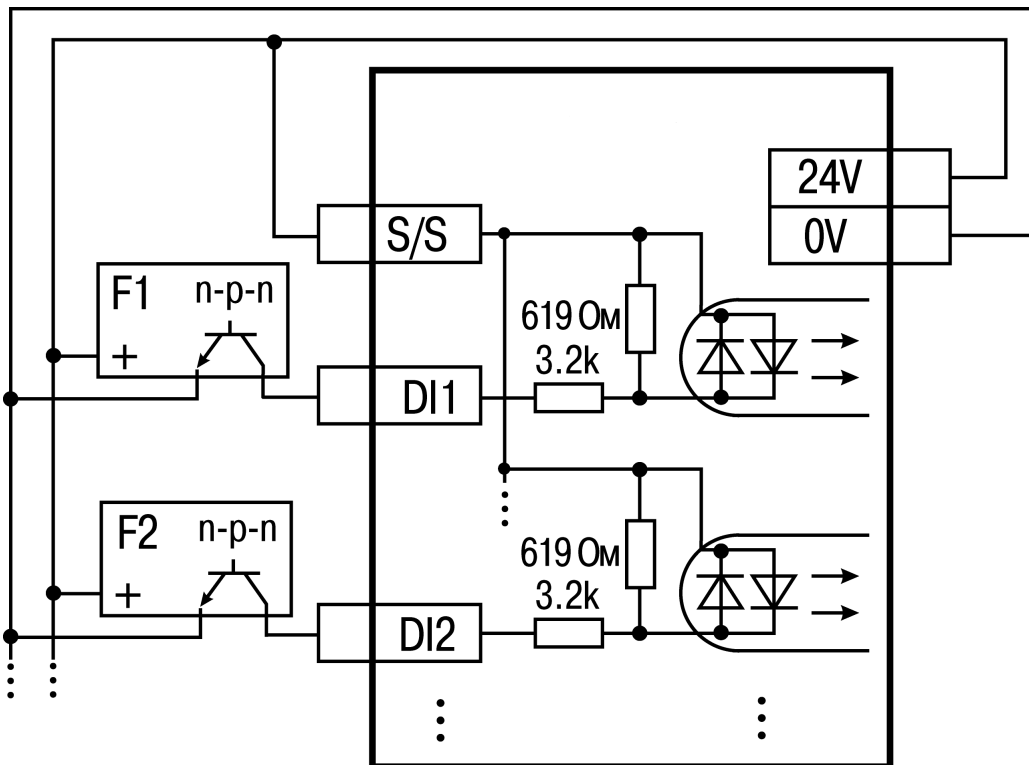 24V
0V
S/S
F1 n-p-n
+
619 Ом
3.2k
DI1
F2 n-p-n
+
619 Ом
3.2k
DI2